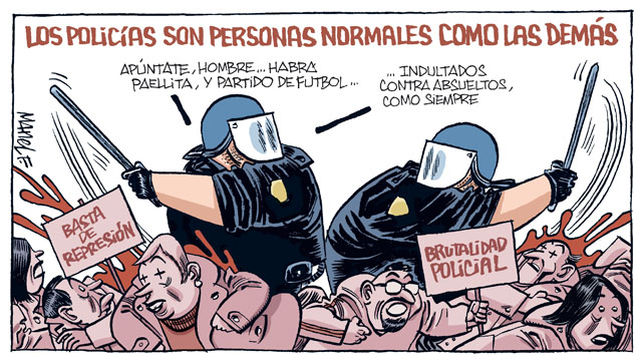 LOS POLICÍAS SON PERSONAS NORMALES COMO LAS DEMÁS
APÚNTATE, HOMBRE... HABRÁ
PAELLITA, Y PARTIDO DE FUTBOL...
... INDULTADOS
CONTRA ABSUELTOS,
COMO SIEMPRE
MANEL F.
BASTA
DE
REPRESIÓN
BRUTALIDAD
POLICIAL